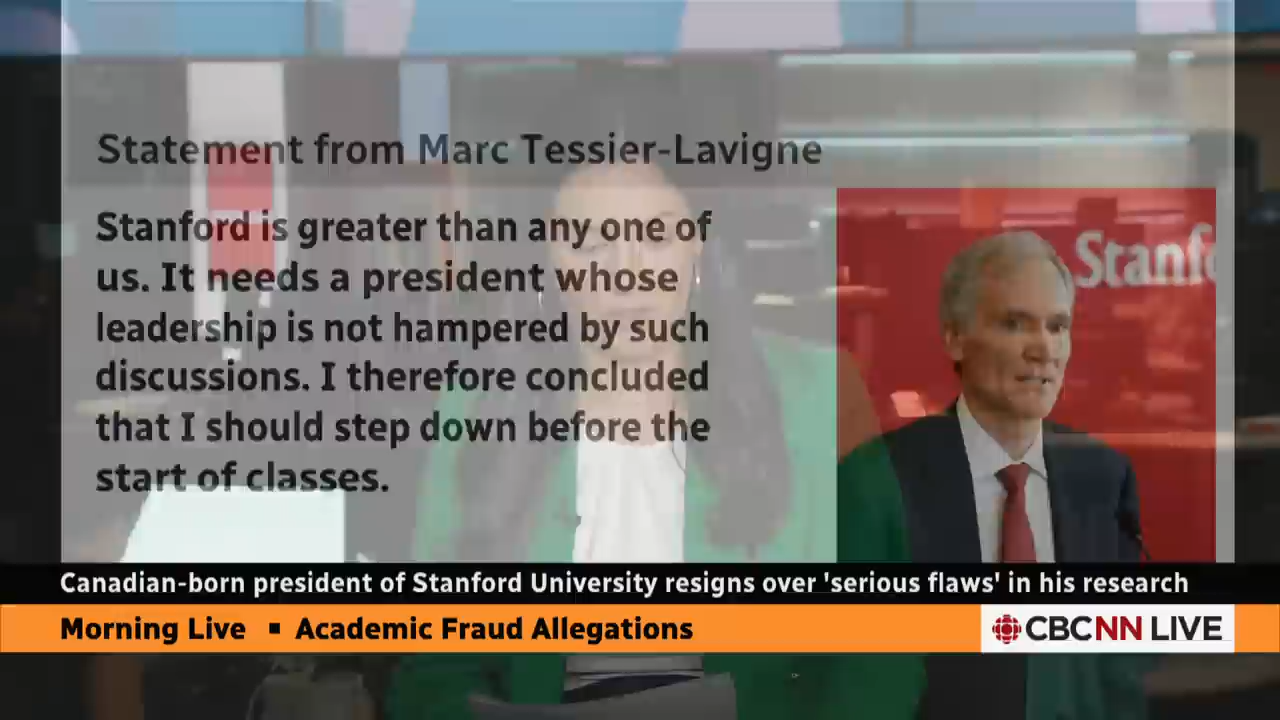 Statement from Marc Tessier-Lavigne
Stanford is greater than any one of
us. It needs a president whose
leadership is not hampered by such
discussions. I therefore concluded
that I should step down before the
start of classes.
Stanfo
Canadian-born president of Stanford University resigns over 'serious flaws' in his research
Morning Live ▪ Academic Fraud Allegations
CBCNN LIVE